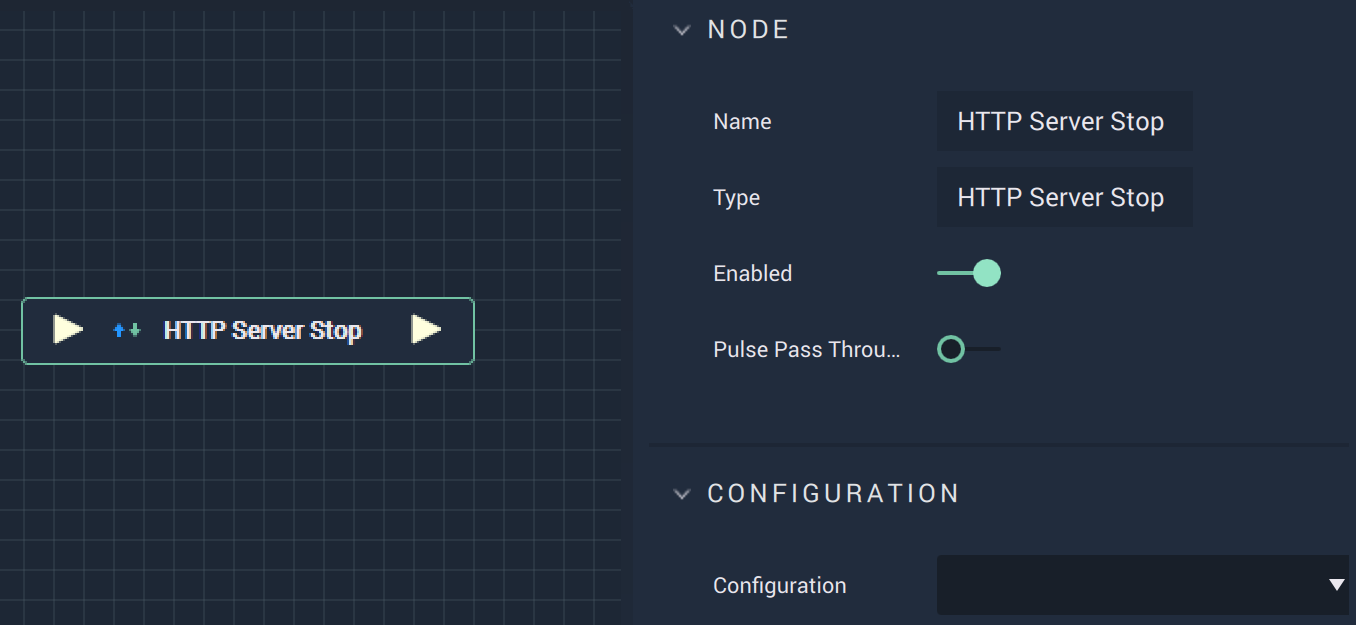 NODE
Name
HTTP Server Stop
Type
HTTP Server Stop
Enabled
HTTP Server Stop
Pulse Pass Throu...
CONFIGURATION
Configuration